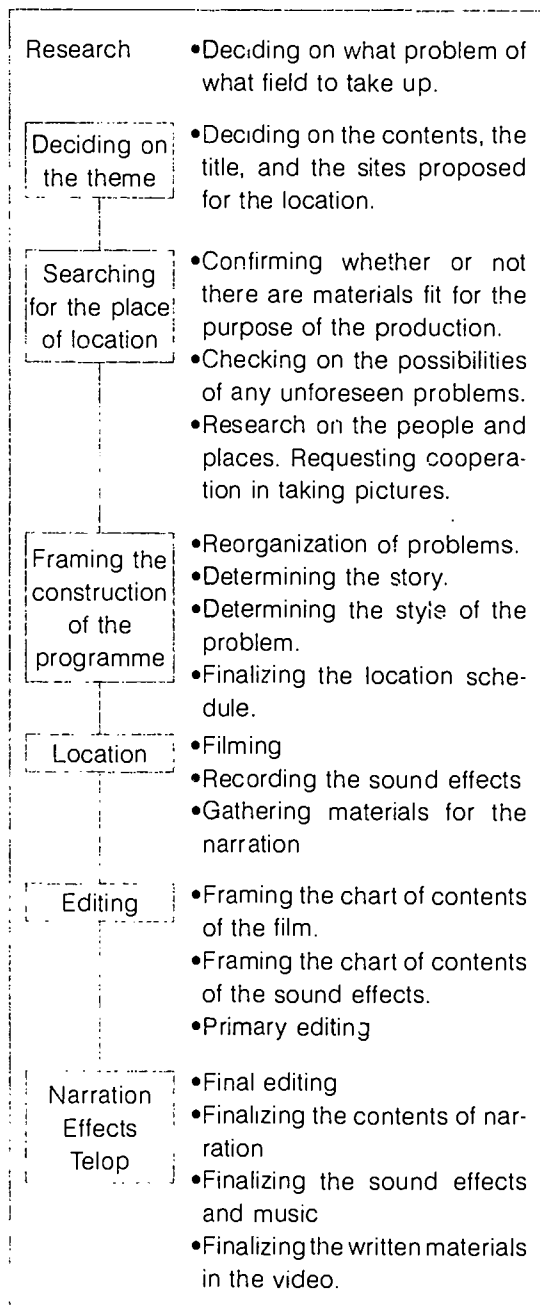 Research
•Deciding on what problem of
what field to take up.
Deciding on
the theme
•Deciding on the contents, the
title, and the sites proposed
for the location.
Searching
for the place
of location
•Confirming whether or not
there are materials fit for the
purpose of the production.
•Checking on the possibilities
of any unforeseen problems.
•Research on the people and
places. Requesting coopera-
tion in taking pictures.
Framing the
construction
of the
programme
•Reorganization of problems.
•Determining the story.
•Determining the style of the
problem.
•Finalizing the location sche-
dule.
Location
•Filming
•Recording the sound effects
•Gathering materials for the
narration
Editing
•Framing the chart of contents
of the film.
•Framing the chart of contents
of the sound effects.
•Primary editing
Narration
Effects
Telop
•Final editing
•Finalizing the contents of nar-
ration
•Finalizing the sound effects
and music
•Finalizing the written materials
in the video.